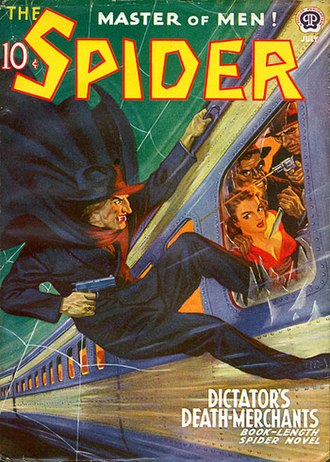 THE
MASTER OF MEN!
10¢
SPIDER
JULY
DICTATOR'S
DEATH-MERCHANTS
BOOK-LENGTH
SPIDER NOVEL